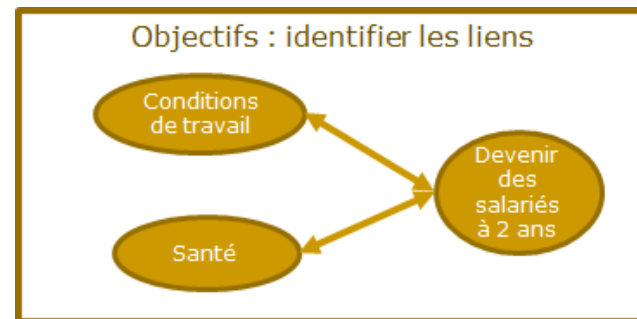 Objectifs : identifier les liens
Conditions
de travail
Devenir
des
salariés
à 2 ans
Santé